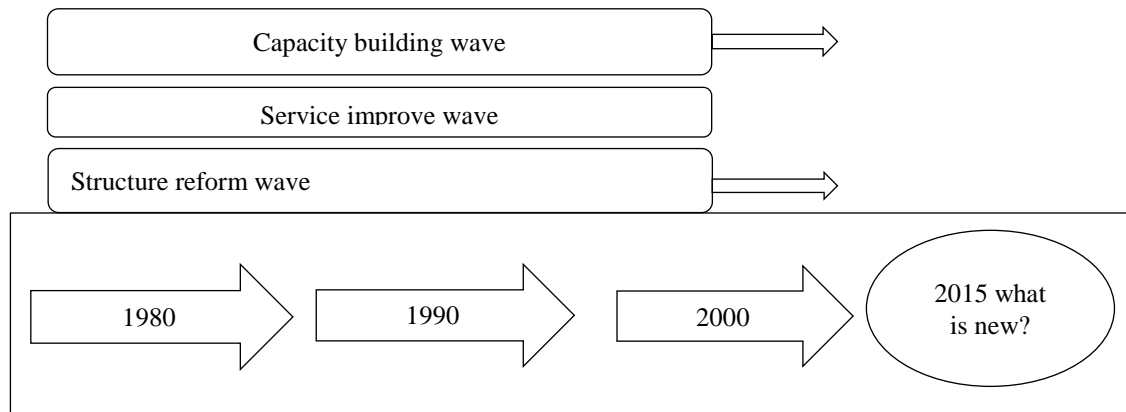 Capacity building wave
Service improve wave
Structure reform wave
1980
1990
2000
2015 what
is new?